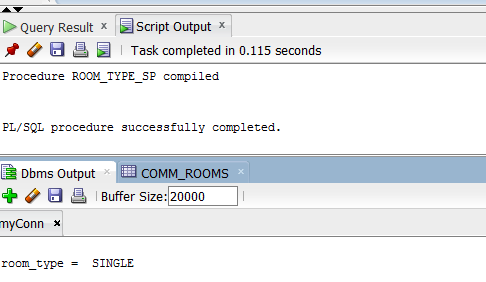 Query Result x Script Output x
Task completed in 0.115 seconds
Procedure ROOM_TYPE_SP compiled
PL/SQL procedure successfully completed.
Dbms Output x COMM_ROOMS x
Buffer Size: 20000
myConn x
room_type =  SINGLE